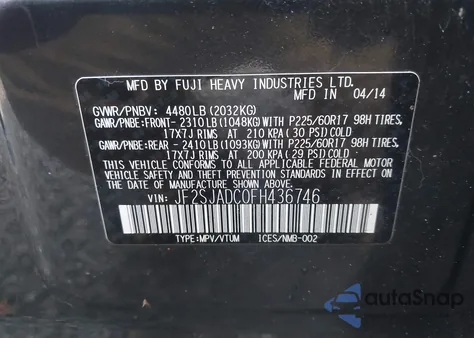 MFD BY FUJI HEAVY INDUSTRIES LTD.
MFD IN 04/14
GVWR/PNBV: 4480LB(2032KG)
GAWR/PNBE:FRONT-2310LB(1048KG)WITH P225/60R17 98H TIRES,
17X7J RIMS AT 210 KPA(30 PSI)COLD
GAWR/PNBE:REAR -2410LB(1093KG)WITH P225/60R17 98H TIRES,
17X7J RIMS AT 200 KPA(29 PSI)COLD
THIS VEHICLE CONFORMS TO ALL APPLICABLE FEDERAL MOTOR
VEHICLE SAFETY, BUMPER, AND THEFT PREVENTION STANDARDS
IN EFFECT ON THE DATE OF MANUFACTURE SHOWN ABOVE.
VIN: JF2SJADC0FH436746
TYPE:MPV/VTUM ICES/NMB-002
autoSnap